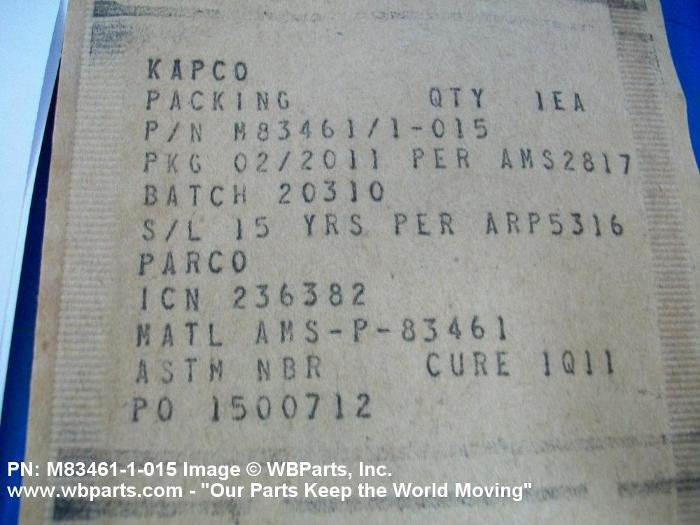 KAPCO
PACKING QTY 1EA
P/N M83461/1-015
PKG 02/2011 PER AMS2817
BATCH 20310
S/L 15 YRS PER ARP5316
PARCO
ICN 236382
MATL AMS-P-83461
ASTM NBR CURE 1Q11
PO 1500712
PN: M83461-1-015 Image © WBParts, Inc.
www.wbparts.com - "Our Parts Keep the World Moving"